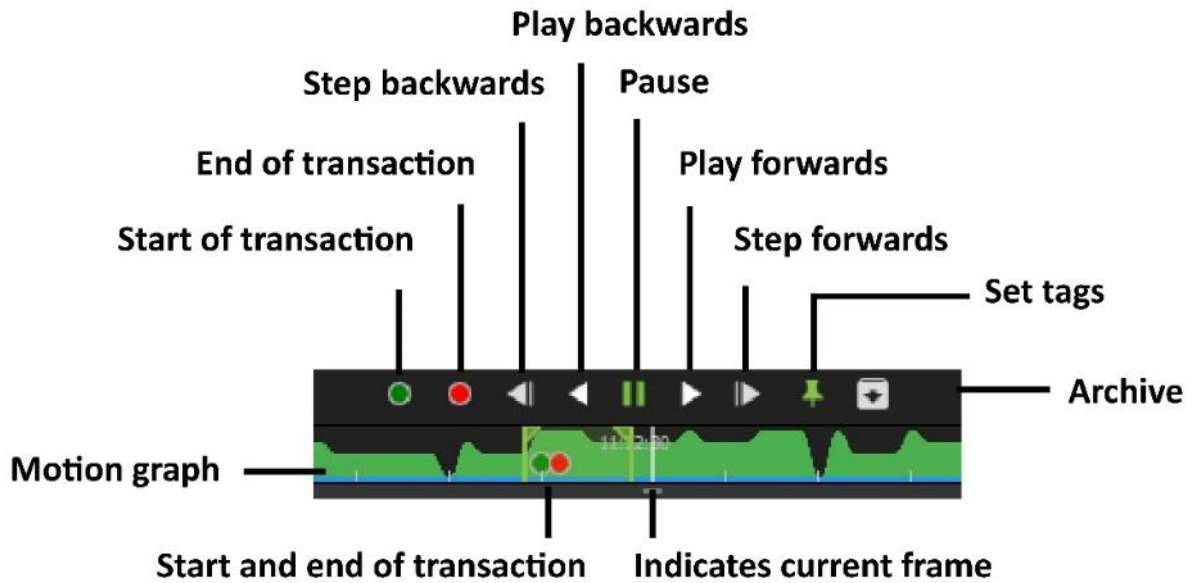 Play backwards
Step backwards
Pause
End of transaction
Play forwards
Start of transaction
Step forwards
Set tags
Archive
Motion graph
Start and end of transaction
Indicates current frame